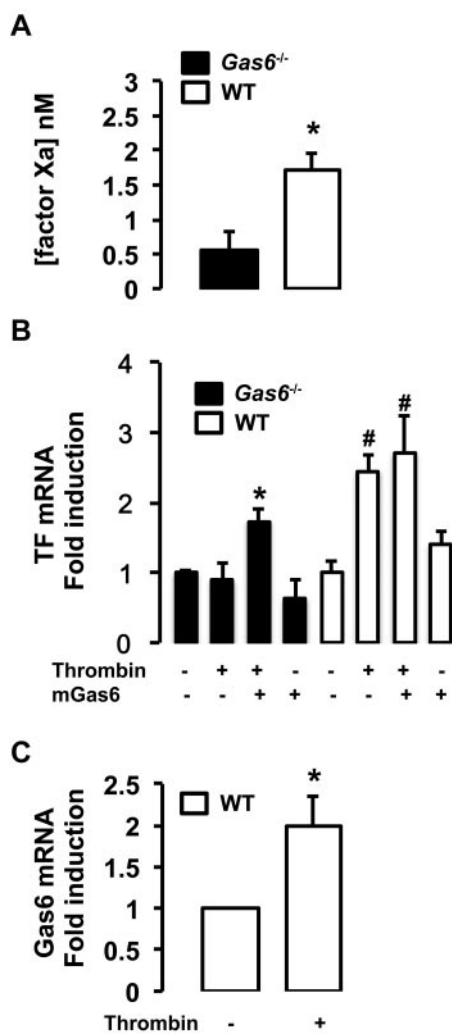 A
Gas6-/-
WT
3
2.5
2
1.5
1
0.5
0
[factor Xa] nM
*
B
Gas6-/-
WT
4
3
2
1
0
TF mRNA
Fold induction
*
#
#
Thrombin - + + - - + + -
mGas6 - - + + - - + +
C
WT
2.5
2
1.5
1
0.5
0
Gas6 mRNA
Fold induction
*
Thrombin - +